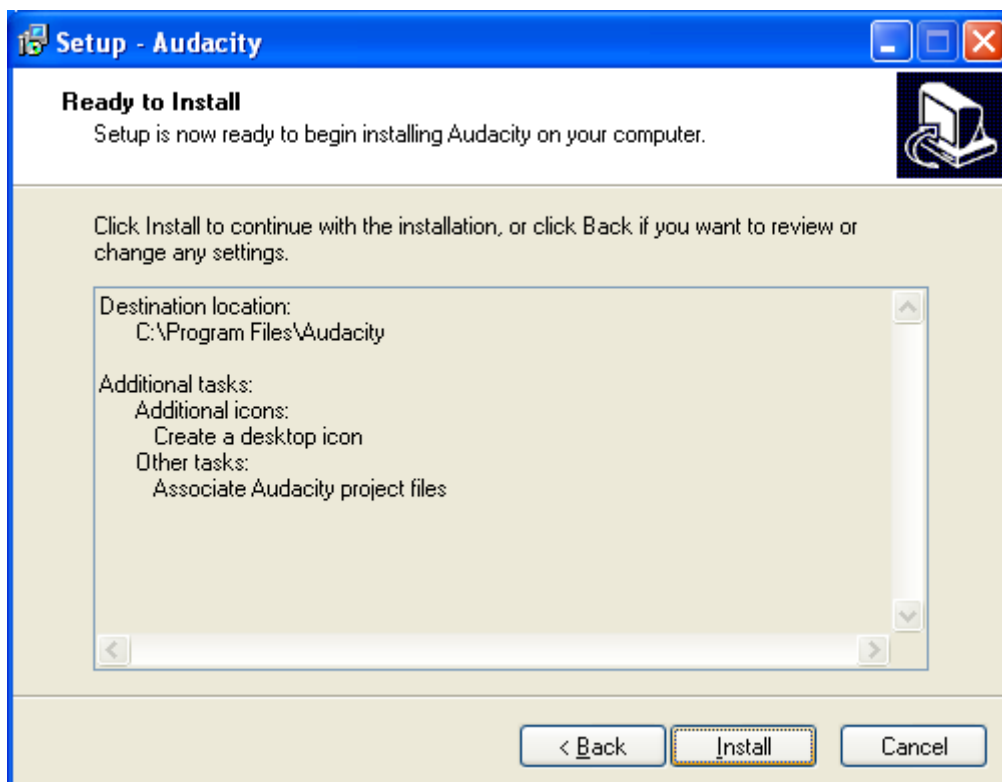 Setup - Audacity
Ready to Install
Setup is now ready to begin installing Audacity on your computer.
Click Install to continue with the installation, or click Back if you want to review or
change any settings.
Destination location:
C:\Program Files\Audacity
Additional tasks:
Additional icons:
Create a desktop icon
Other tasks:
Associate Audacity project files
< Back
Install
Cancel